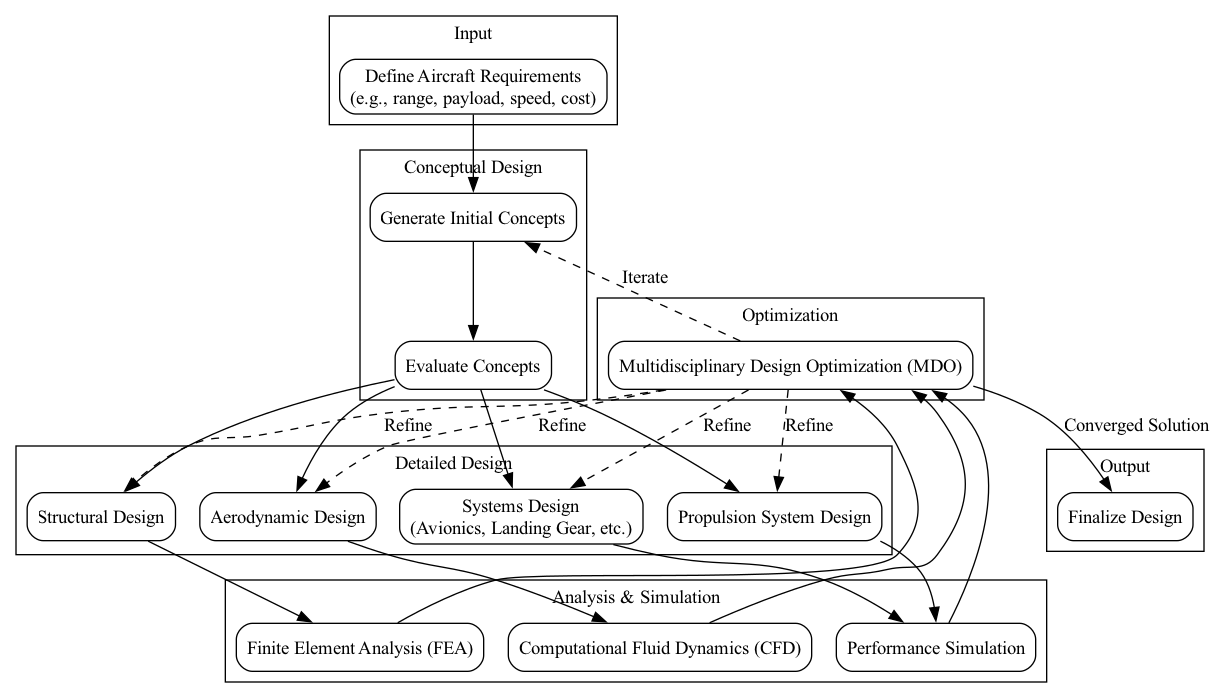 Input
Define Aircraft Requirements
(e.g., range, payload, speed, cost)
Conceptual Design
Generate Initial Concepts
Iterate
Optimization
Evaluate Concepts
Multidisciplinary Design Optimization (MDO)
Refine
Refine
Refine
Refine
Converged Solution
Detailed Design
Output
Structural Design
Aerodynamic Design
Systems Design
(Avionics, Landing Gear, etc.)
Propulsion System Design
Finalize Design
Analysis & Simulation
Finite Element Analysis (FEA)
Computational Fluid Dynamics (CFD)
Performance Simulation